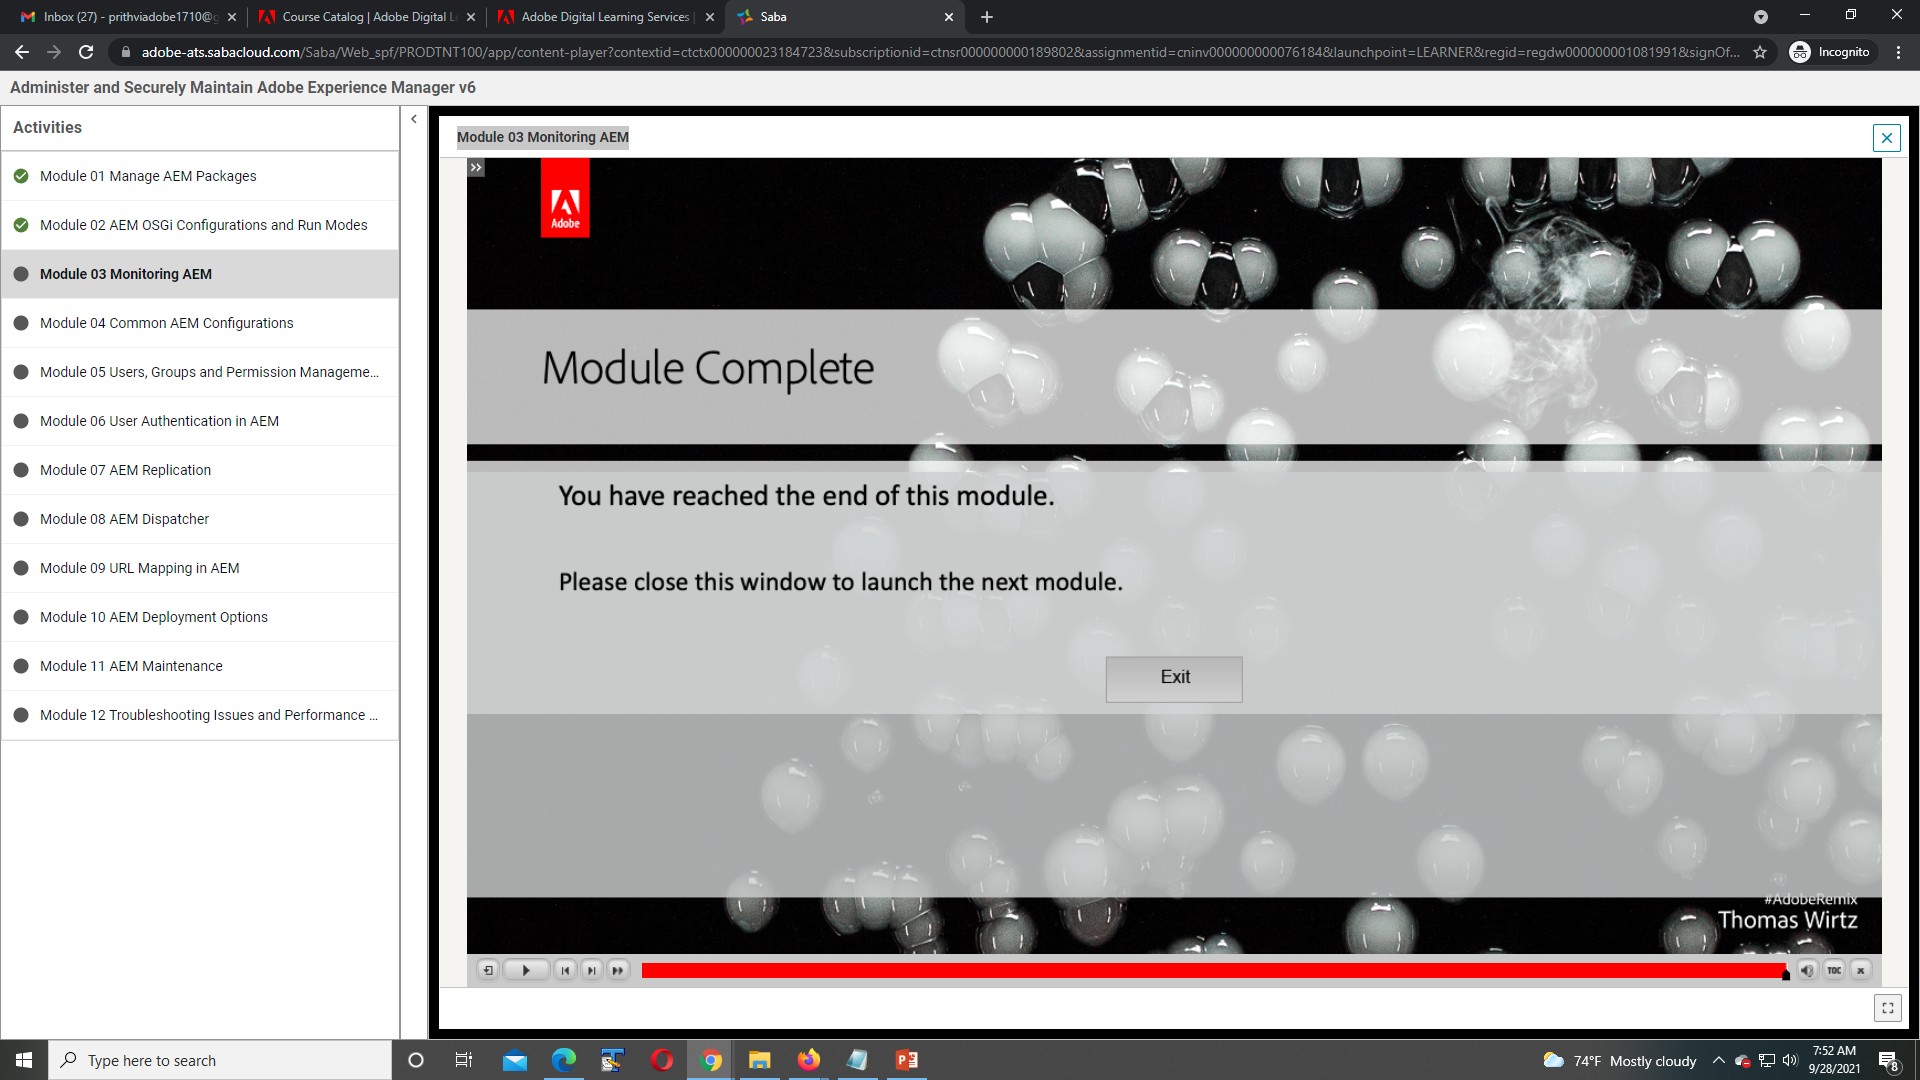 Inbox (27) - prithviadobe1710@g
Course Catalog | Adobe Digital L
Adobe Digital Learning Services |
Saba
adobe-ats.sabacloud.com/Saba/Web_spf/PRODTNT100/app/content-player?contextid=ctctx000000023184723&subscriptionid=ctnsr000000000189802&assignmentid=cninv000000000076184&launchpoint=LEARNER&regid=regdw000000001081991&signOf...
Incognito
Administer and Securely Maintain Adobe Experience Manager v6
Activities
Module 01 Manage AEM Packages
Module 02 AEM OSGi Configurations and Run Modes
Module 03 Monitoring AEM
Module 04 Common AEM Configurations
Module 05 Users, Groups and Permission Manageme...
Module 06 User Authentication in AEM
Module 07 AEM Replication
Module 08 AEM Dispatcher
Module 09 URL Mapping in AEM
Module 10 AEM Deployment Options
Module 11 AEM Maintenance
Module 12 Troubleshooting Issues and Performance ...
Module 03 Monitoring AEM
Adobe
Module Complete
You have reached the end of this module.
Please close this window to launch the next module.
Exit
#AdobeRemix
Thomas Wirtz
TOC
Type here to search
74°F Mostly cloudy
7:52 AM
9/28/2021
8